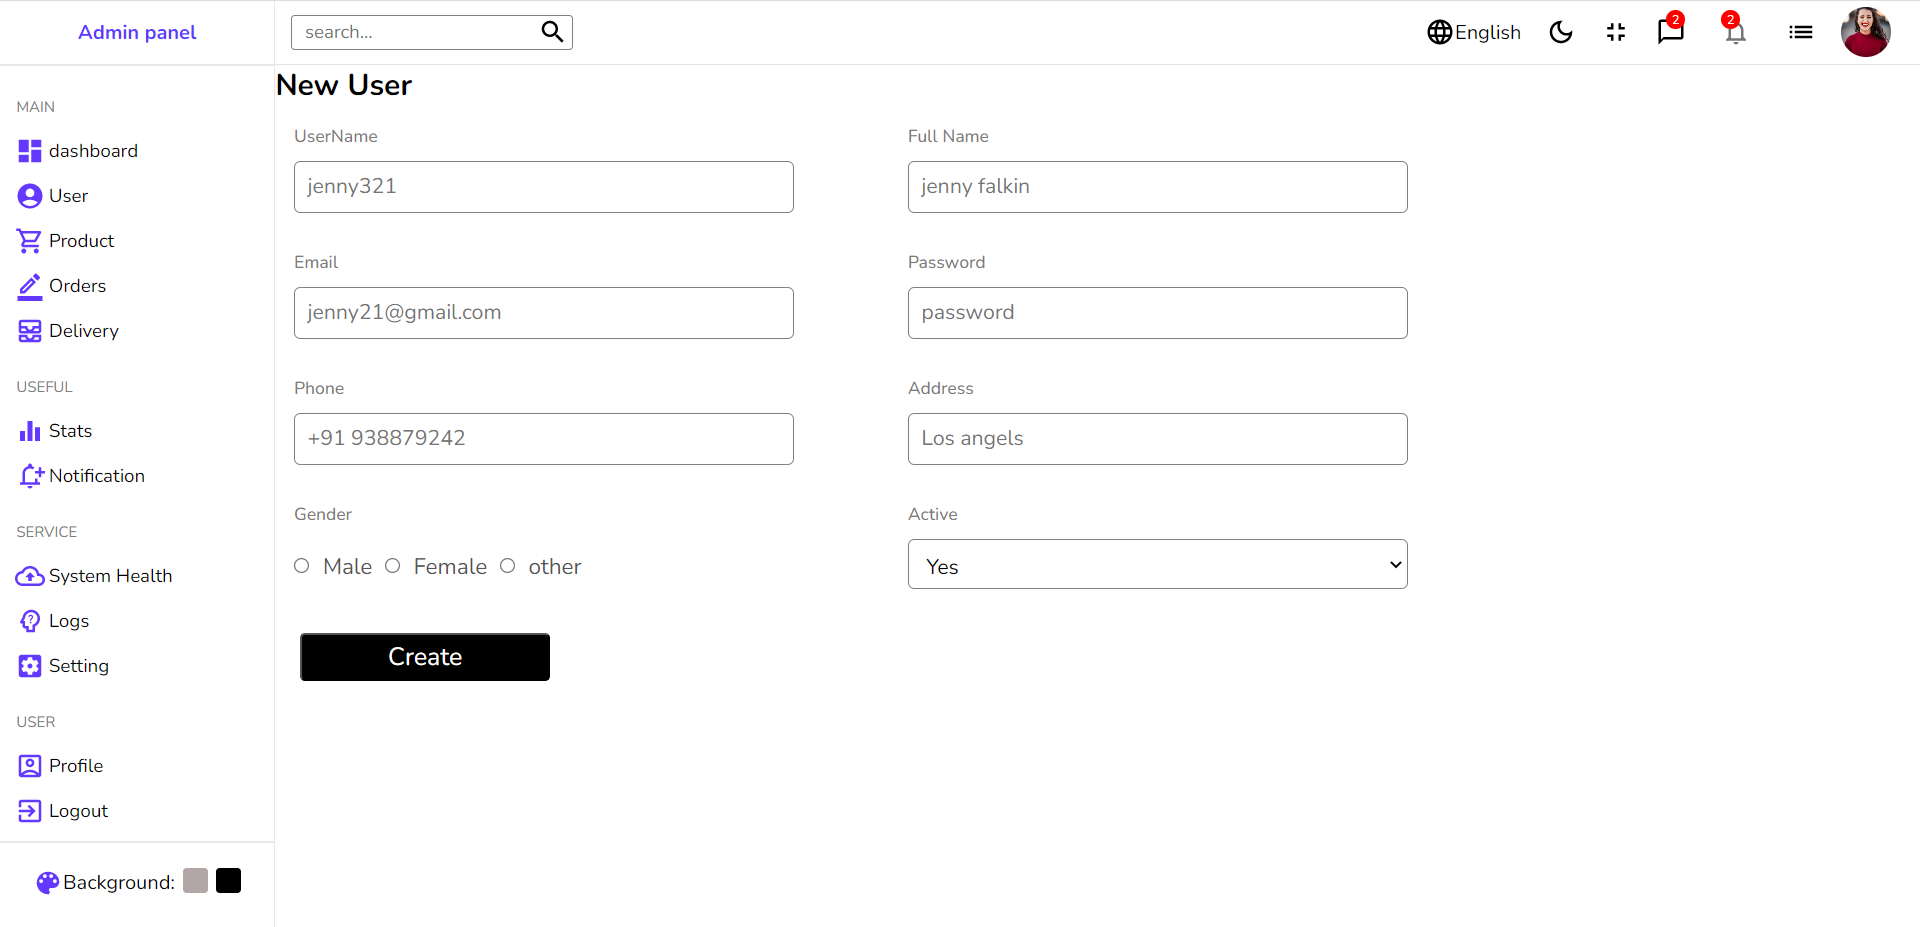 Admin panel
search...
English
2
2
MAIN
dashboard
User
Product
Orders
Delivery
USEFUL
Stats
Notification
SERVICE
System Health
Logs
Setting
USER
Profile
Logout
Background:
New User
UserName
Full Name
jenny321
jenny falkin
Email
Password
jenny21@gmail.com
password
Phone
Address
+91 938879242
Los angels
Gender
Active
Male Female other
Yes
Create